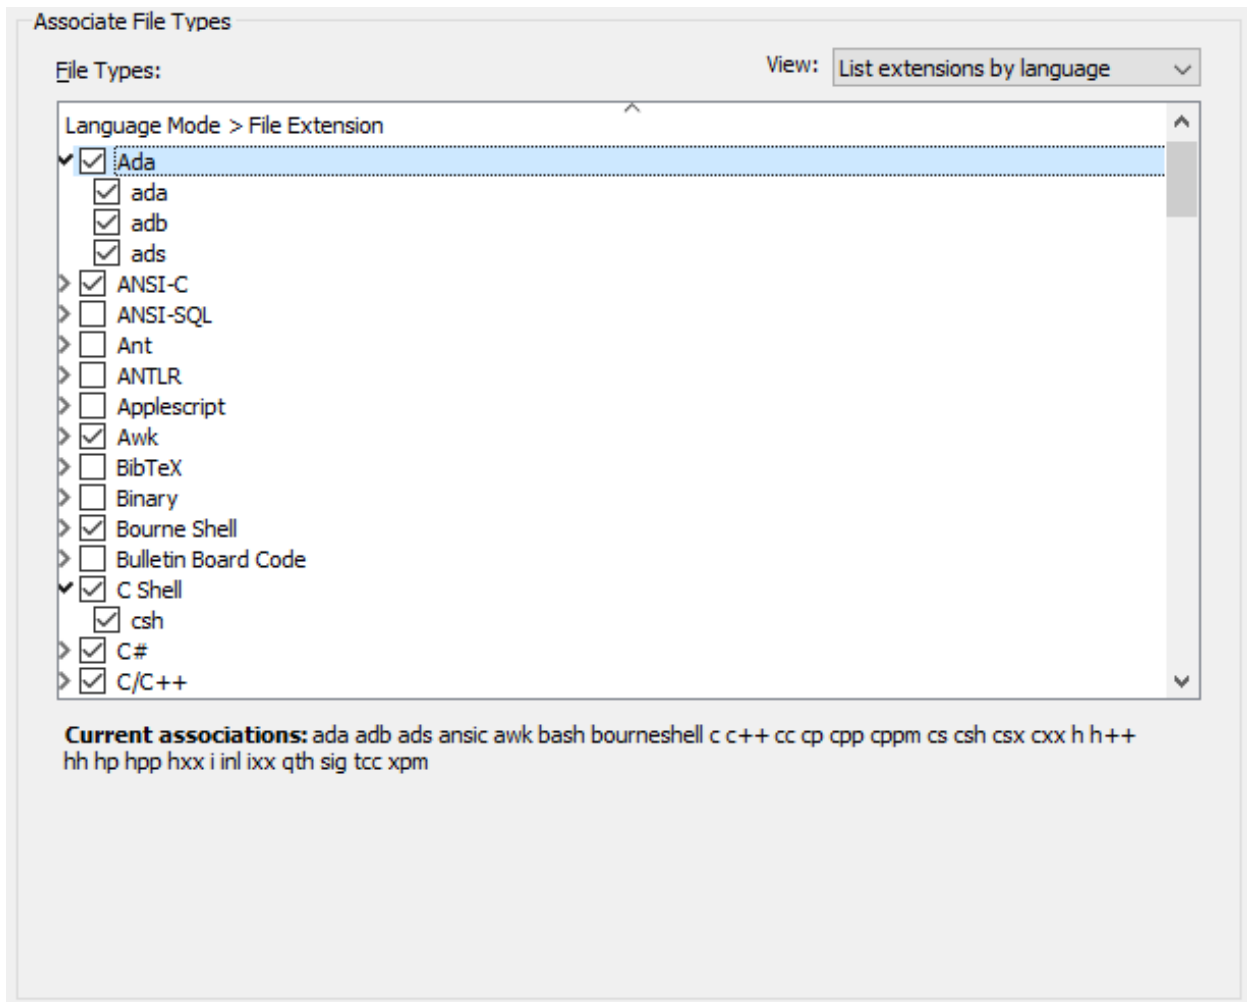 Associate File Types
File Types:
View: List extensions by language
Language Mode > File Extension
Ada
ada
adb
ads
ANSI-C
ANSI-SQL
Ant
ANTLR
Applescript
Awk
BibTeX
Binary
Bourne Shell
Bulletin Board Code
C Shell
csh
C#
C/C++
Current associations: ada adb ads ansic awk bash bourneshell c c++ cc cp cpp cppm cs csh csx cxx h h++
hh hp hpp hxx i inl ixx qth sig tcc xpm